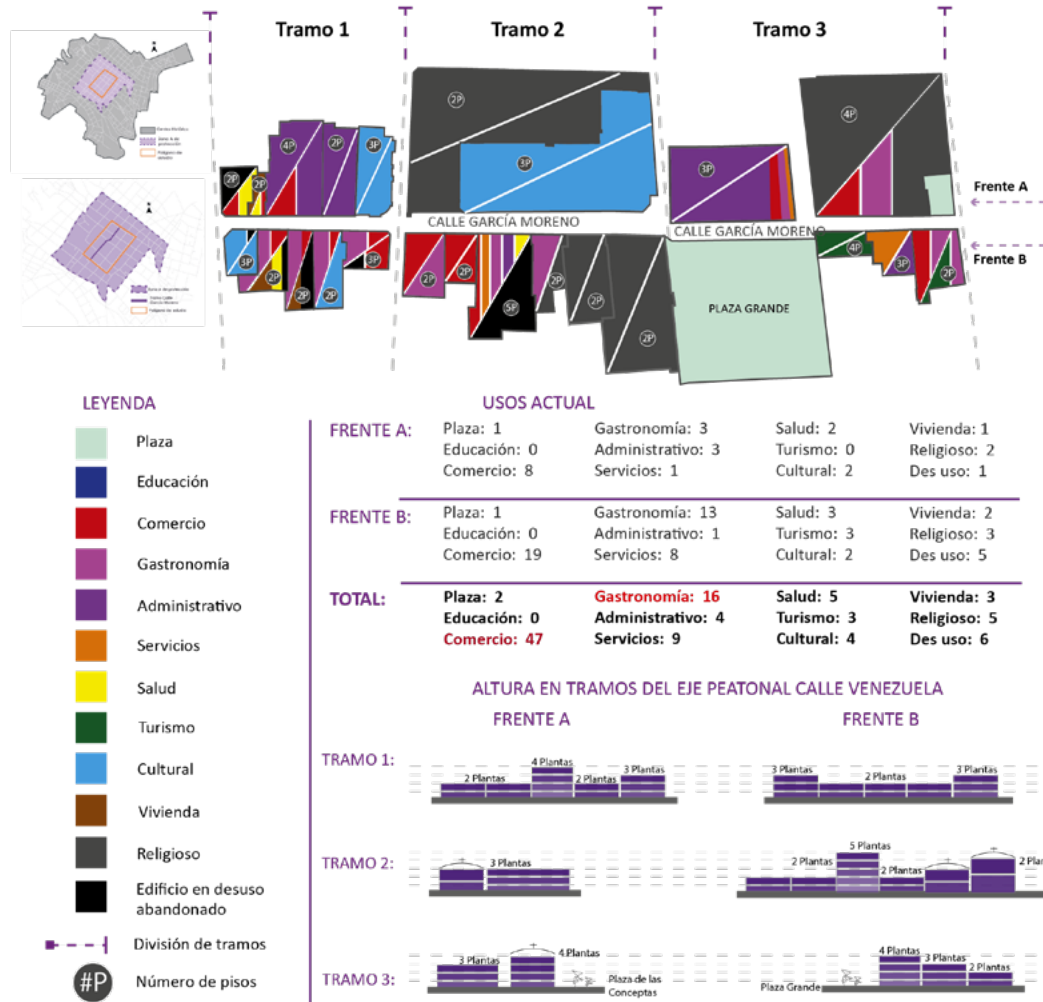 Tramo 1
Tramo 2
Tramo 3
2P
2P
4P
2P
3P
2P
3P
3P
4P
Frente A
CALLE GARCÍA MORENO
CALLE GARCÍA MORENO
Frente B
3P
2P
2P
2P
3P
2P
2P
5P
2P
2P
PLAZA GRANDE
4P
3P
2P
LEYENDA
Plaza
Educación
Comercio
Gastronomía
Administrativo
Servicios
Salud
Turismo
Cultural
Vivienda
Religioso
Edificio en desuso
abandonado
División de tramos
#P Número de pisos
USOS ACTUAL
FRENTE A:
Plaza: 1 Gastronomía: 3 Salud: 2 Vivienda: 1
Educación: 0 Administrativo: 3 Turismo: 0 Religioso: 2
Comercio: 8 Servicios: 1 Cultural: 2 Des uso: 1
FRENTE B:
Plaza: 1 Gastronomía: 13 Salud: 3 Vivienda: 2
Educación: 0 Administrativo: 1 Turismo: 3 Religioso: 3
Comercio: 19 Servicios: 8 Cultural: 2 Des uso: 5
TOTAL:
Plaza: 2 Gastronomía: 16 Salud: 5 Vivienda: 3
Educación: 0 Administrativo: 4 Turismo: 3 Religioso: 5
Comercio: 47 Servicios: 9 Cultural: 4 Des uso: 6
ALTURA EN TRAMOS DEL EJE PEATONAL CALLE VENEZUELA
FRENTE A FRENTE B
TRAMO 1:
2 Plantas 4 Plantas 2 Plantas 3 Plantas
3 Plantas 2 Plantas 3 Plantas
TRAMO 2:
3 Plantas
2 Plantas 5 Plantas 2 Plantas 2
TRAMO 3:
3 Plantas 4 Plantas Plaza de las
Conceptas
Plaza Grande 4 Plantas 3 Plantas 2 Plantas